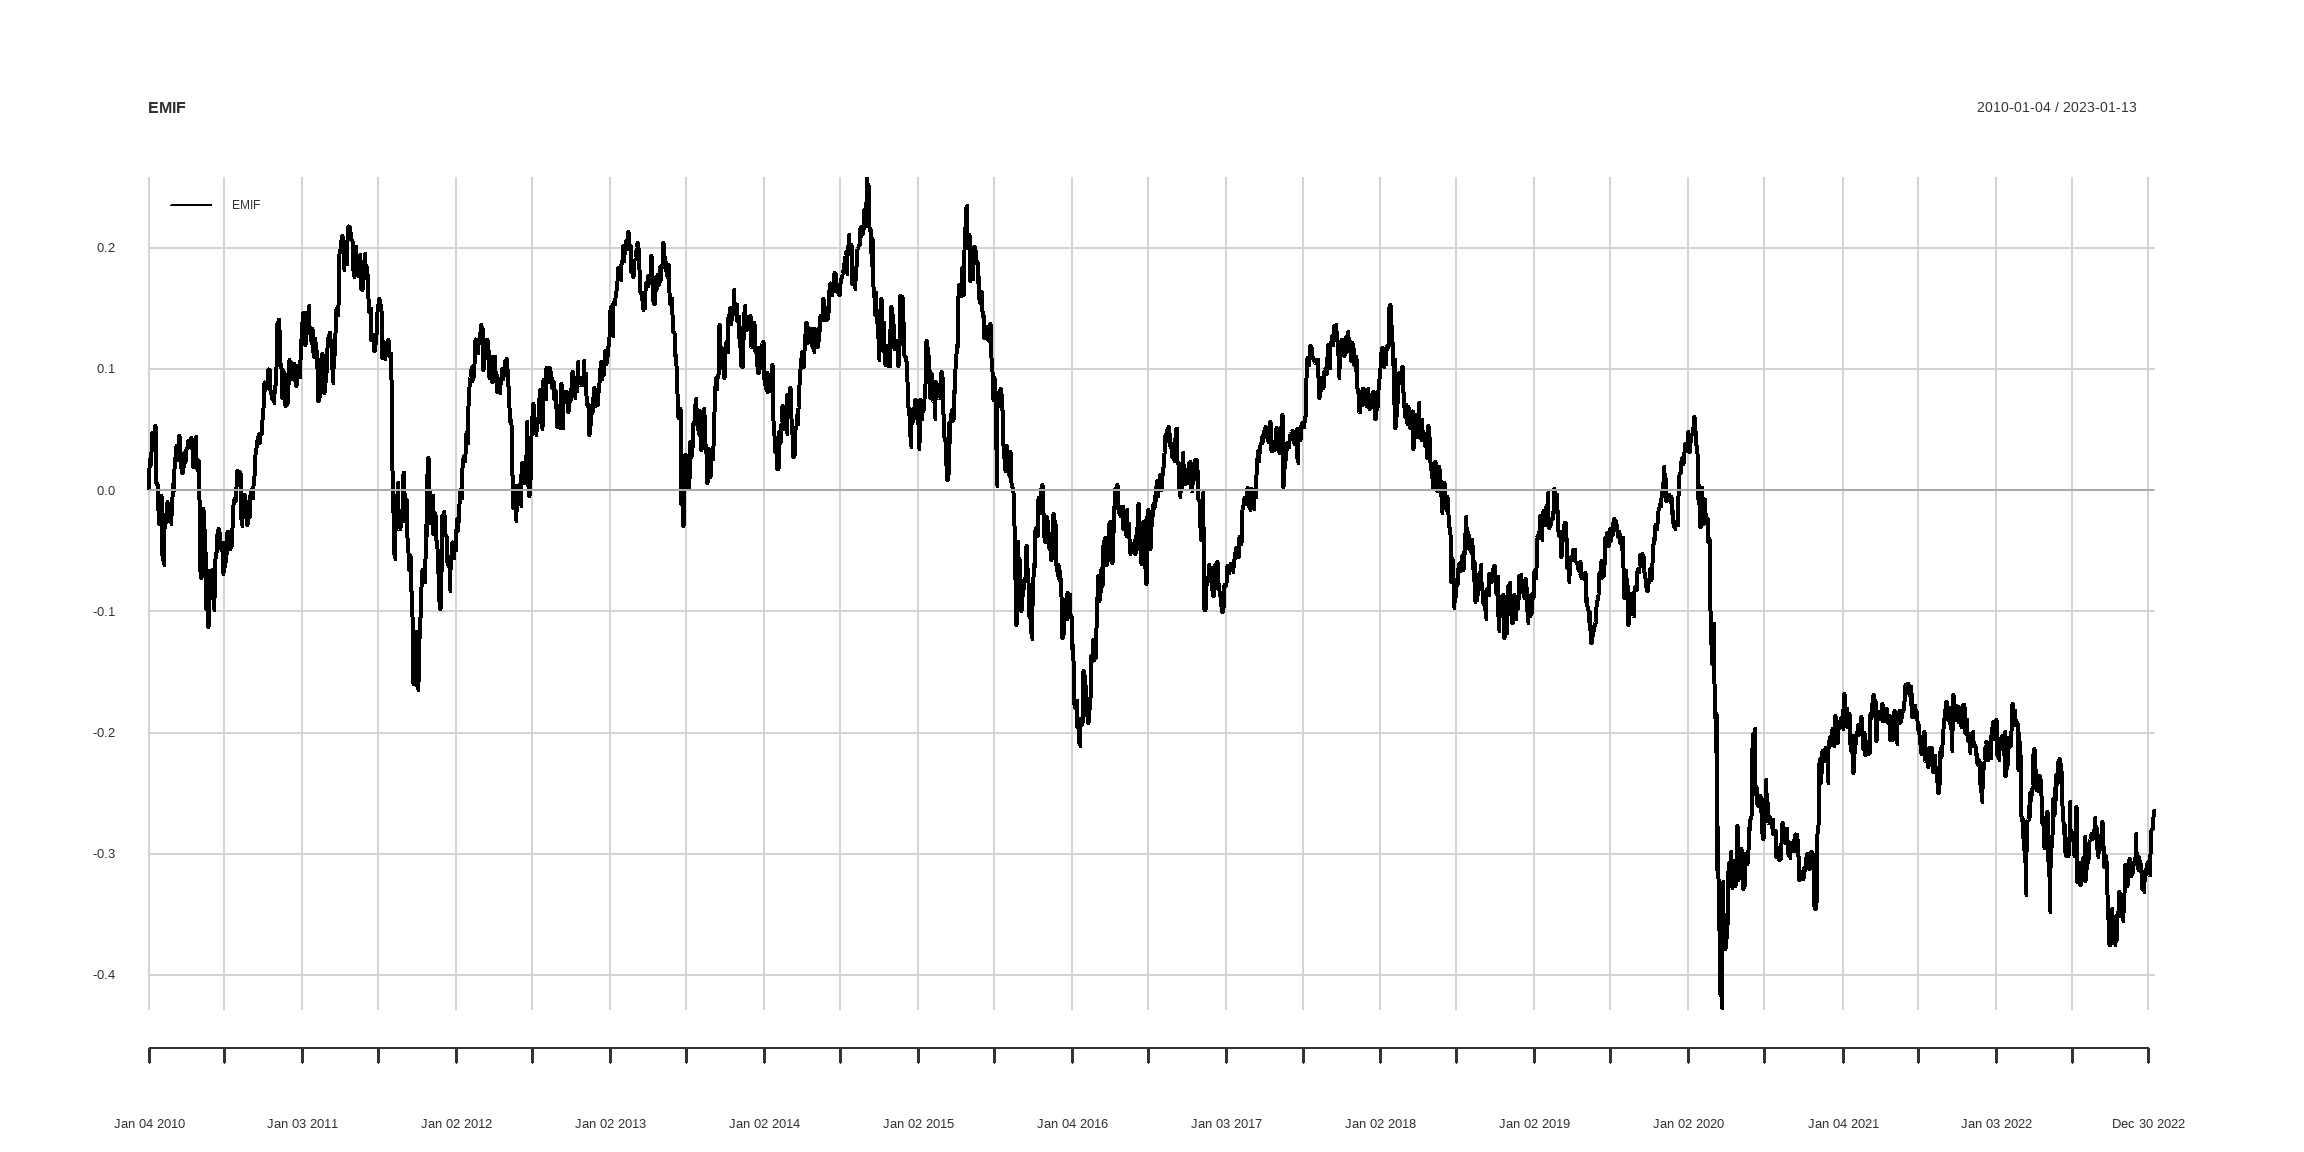 EMIF
2010-01-04 / 2023-01-13
EMIF
0.2
0.1
0.0
-0.1
-0.2
-0.3
-0.4
Jan 04 2010
Jan 03 2011
Jan 02 2012
Jan 02 2013
Jan 02 2014
Jan 02 2015
Jan 04 2016
Jan 03 2017
Jan 02 2018
Jan 02 2019
Jan 02 2020
Jan 04 2021
Jan 03 2022
Dec 30 2022